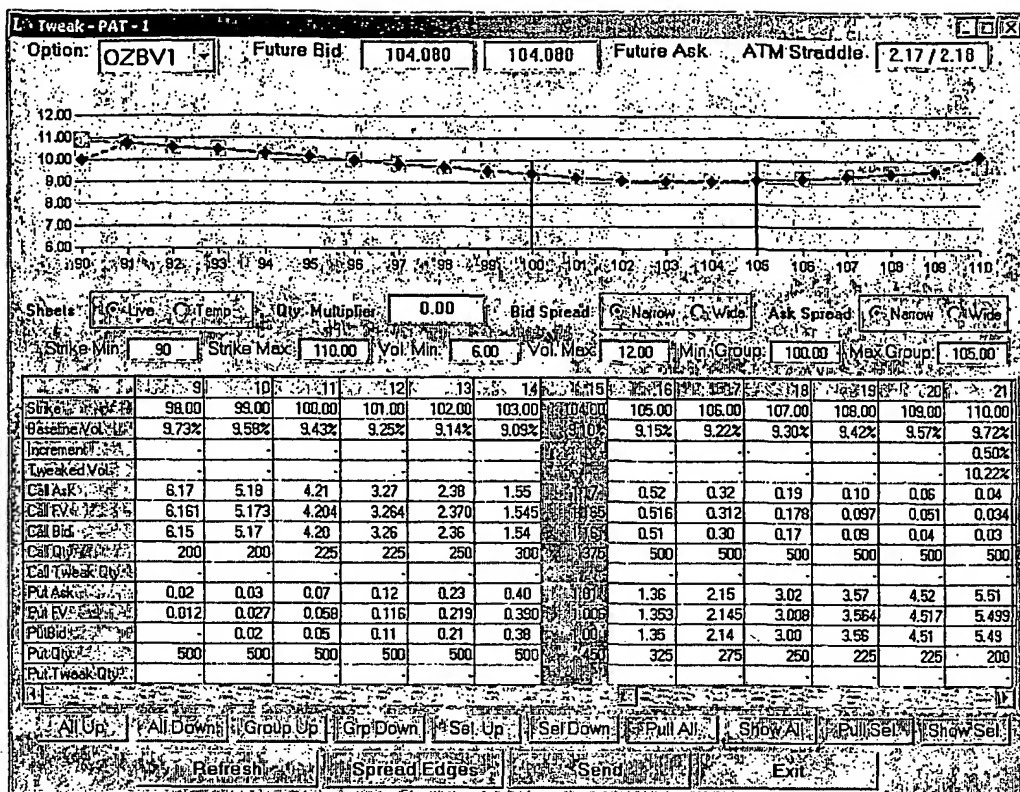 Tweak - PAT - 1
Option: OZBV1 Future Bid 104.080 104.080 Future Ask ATM Straddle 2.17 / 2.18
12.00
11.00
10.00
9.00
8.00
7.00
6.00
90 91 92 93 94 95 96 97 98 99 100 101 102 103 104 105 106 107 108 109 110
Sheets Live Temp Qty. Multiplier 0.00 Bid Spread Narrow Wide Ask Spread Narrow Wide
Strike Min 90 Strike Max 110.00 Vol. Min. 6.00 Vol. Max 12.00 Min. Group: 100.00 Max Group: 105.00
9 10 11 12 13 14 15 16 17 18 19 20 21
Strike 98.00 99.00 100.00 101.00 102.00 103.00 104.00 105.00 106.00 107.00 108.00 109.00 110.00
Baseline Vol. 9.73% 9.58% 9.43% 9.25% 9.14% 9.09% 9.15% 9.22% 9.30% 9.42% 9.57% 9.72%
Increment - - - - - - - - - - - 0.50%
Tweaked Vol. - - - - - - - - - - - 10.22%
Call Ask 6.17 5.18 4.21 3.27 2.38 1.55 0.52 0.32 0.19 0.10 0.06 0.04
Call FV 6.161 5.173 4.204 3.264 2.370 1.545 0.516 0.312 0.178 0.097 0.051 0.034
Call Bid 6.15 5.17 4.20 3.26 2.36 1.54 0.51 0.30 0.17 0.09 0.04 0.03
Call Qty 200 200 225 225 250 300 375 500 500 500 500 500 500
Call Tweak Qty. - - - - - - - - - - - -
Put Ask 0.02 0.03 0.07 0.12 0.23 0.40 1.36 2.15 3.02 3.57 4.52 5.51
Put FV 0.012 0.027 0.058 0.116 0.219 0.390 1.353 2.145 3.008 3.564 4.517 5.499
Put Bid - 0.02 0.05 0.11 0.21 0.38 1.35 2.14 3.00 3.56 4.51 5.49
Put Qty. 500 500 500 500 500 500 450 325 275 250 225 225 200
Put Tweak Qty. - - - - - - - - - - - -
All Up All Down Group Up Grp Down Sel. Up Sel Down Pull All Show All Pull Sel. Show Sel.
Refresh Spread Edges Send Exit